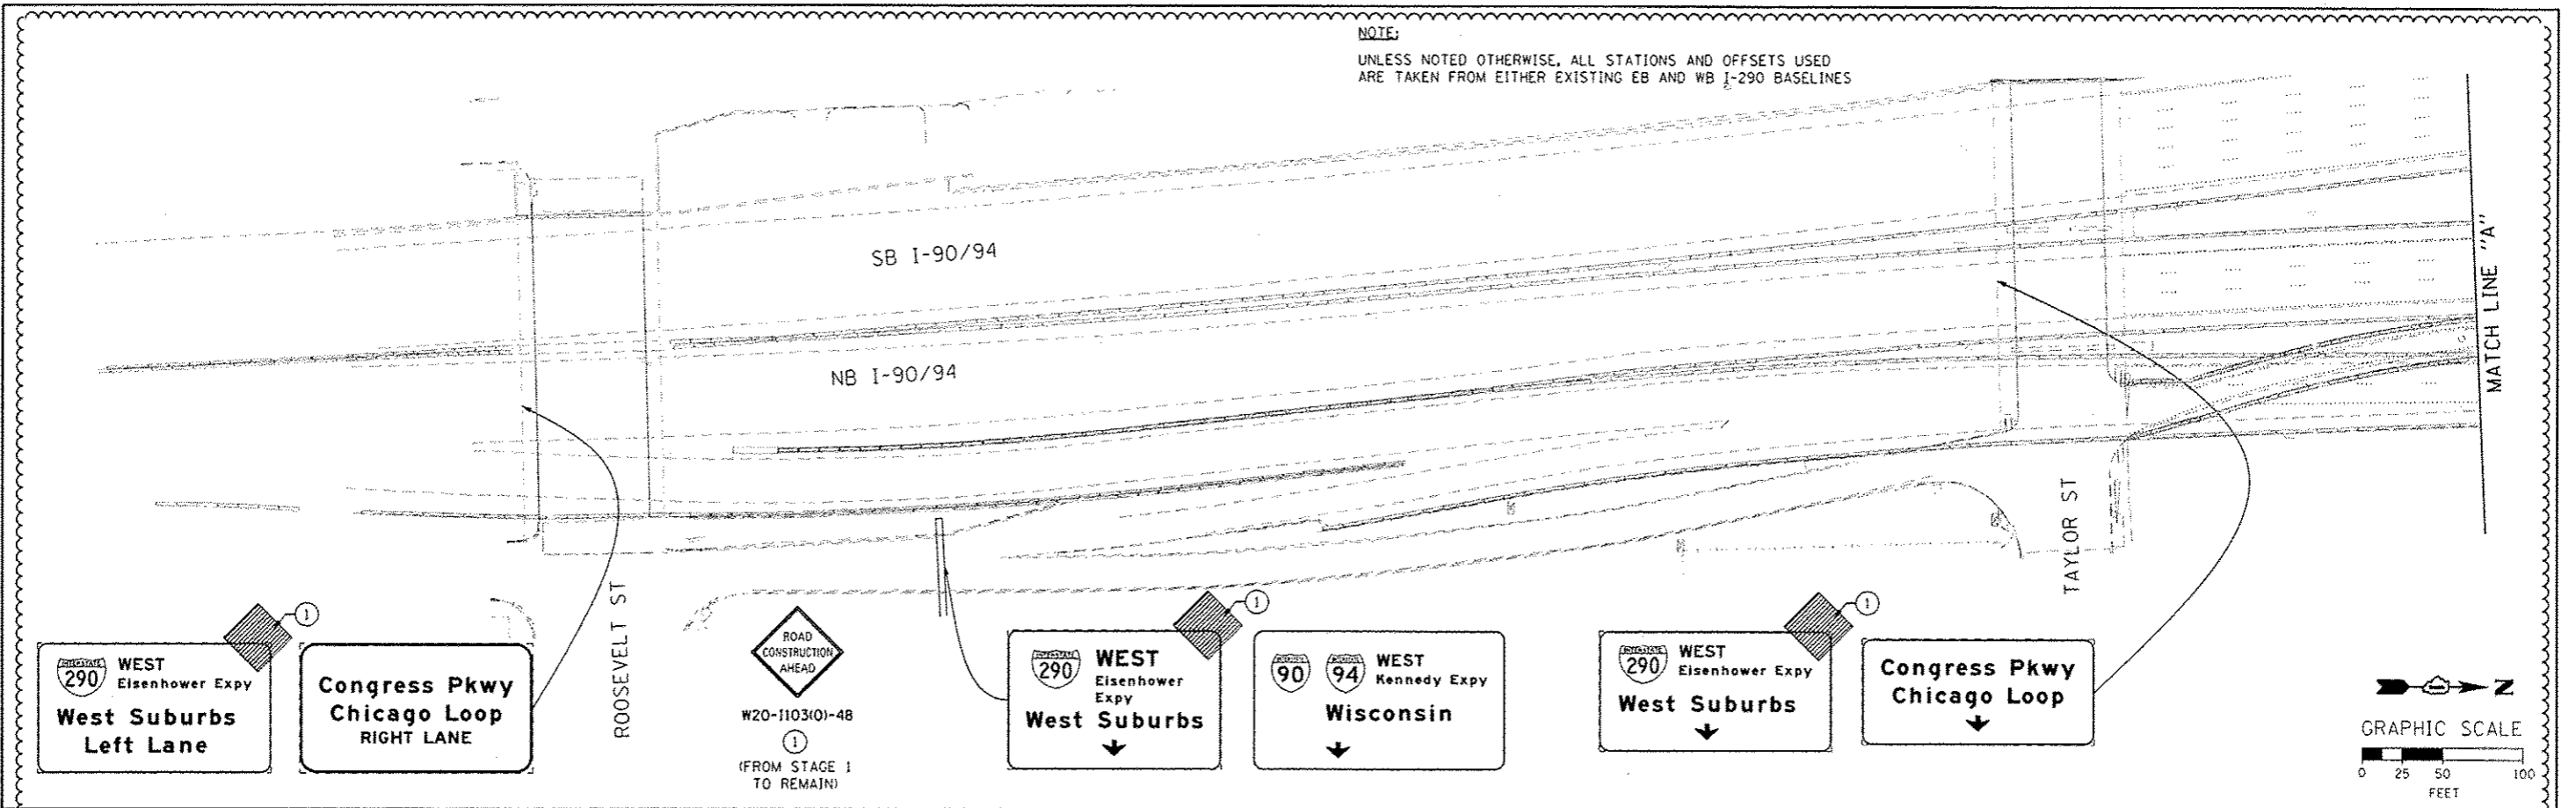 NOTE:
UNLESS NOTED OTHERWISE, ALL STATIONS AND OFFSETS USED
ARE TAKEN FROM EITHER EXISTING EB AND WB I-290 BASELINES
SB I-90/94
NB I-90/94
MATCH LINE "A"
ROOSEVELT ST
TAYLOR ST
1
INTERSTATE
290
WEST
Eisenhower Expy
West Suburbs
Left Lane
Congress Pkwy
Chicago Loop
RIGHT LANE
ROAD
CONSTRUCTION
AHEAD
W20-1103(0)-48
1
(FROM STAGE 1
TO REMAIN)
1
290
WEST
Eisenhower
Expy
West Suburbs
90
94
WEST
Kennedy Expy
Wisconsin
1
290
WEST
Eisenhower Expy
West Suburbs
Congress Pkwy
Chicago Loop
Z
GRAPHIC SCALE
0 25 50 100
FEET